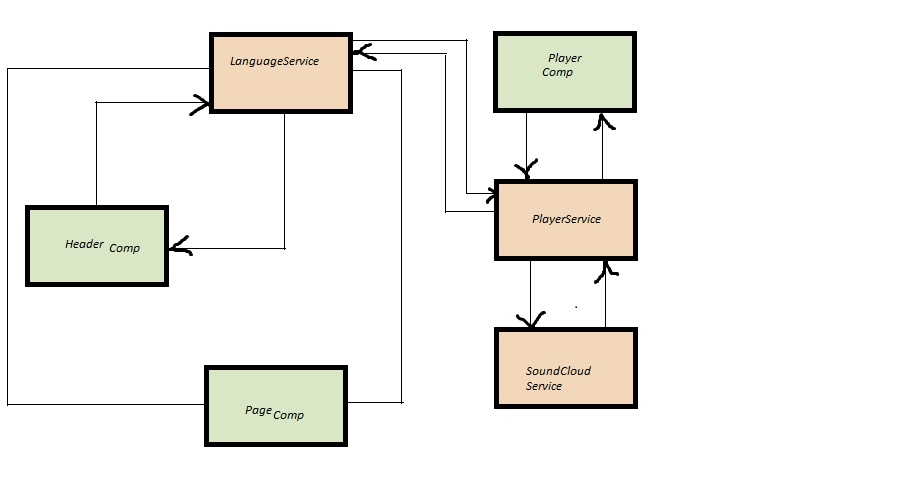 LanguageService
Player
Comp
Header Comp
PlayerService
SoundCloud
Service
Page Comp